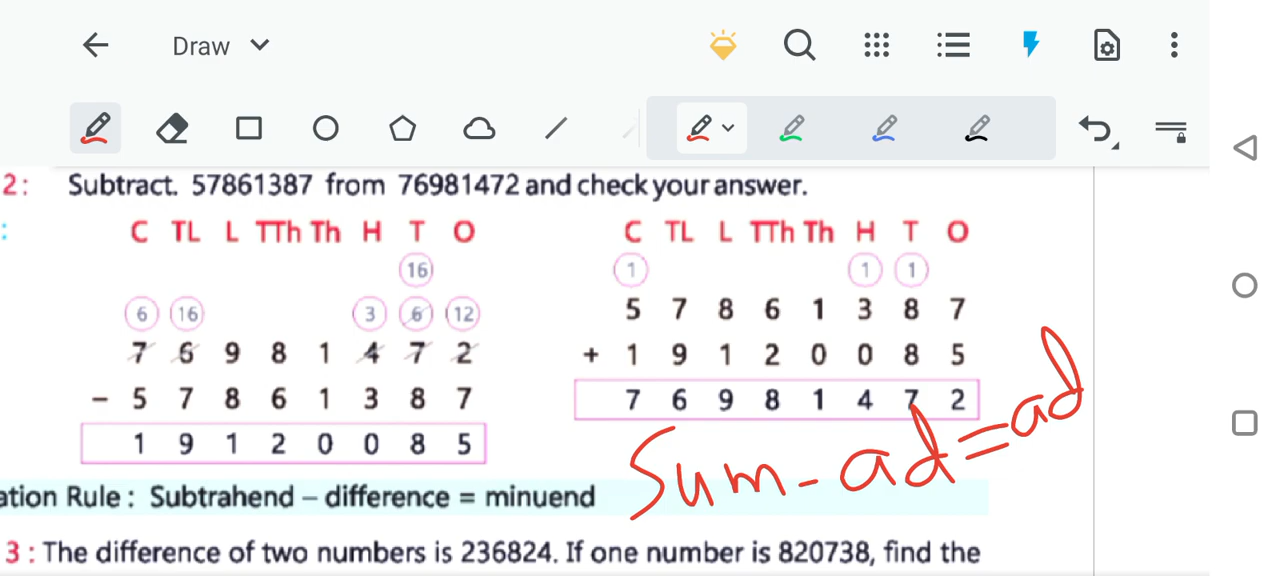 Draw
2: Subtract. 57861387 from 76981472 and check your answer.
: C TL L TTh Th H T O C TL L TTh Th H T O
16 1 1 1
6 16 3 6 12 5 7 8 6 1 3 8 7
7 6 9 8 1 4 7 2 + 1 9 1 2 0 0 8 5
– 5 7 8 6 1 3 8 7 7 6 9 8 1 4 7 2
1 9 1 2 0 0 8 5 Sum - ad = ad
ation Rule : Subtrahend – difference = minuend
3 : The difference of two numbers is 236824. If one number is 820738, find the